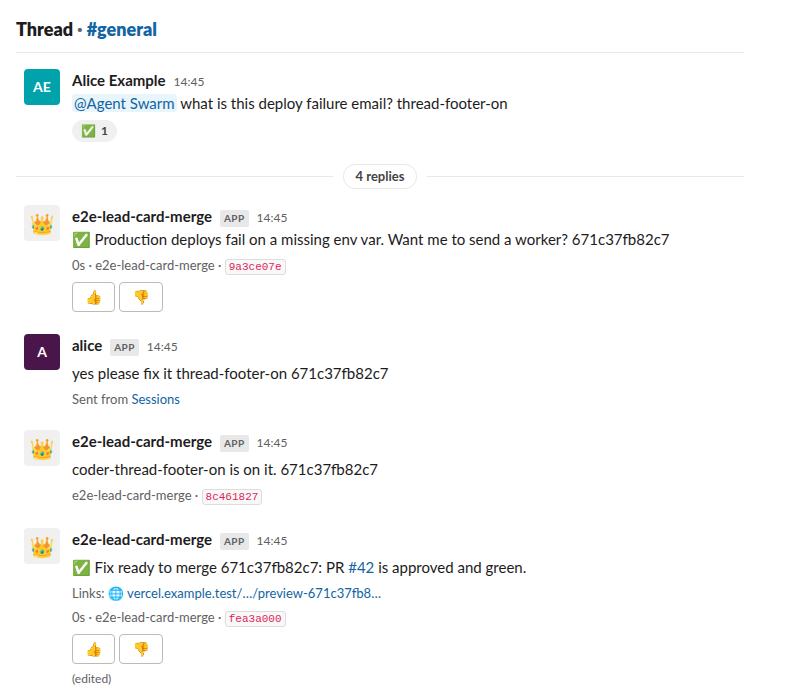 Thread • #general
AE
Alice Example 14:45
@Agent Swarm what is this deploy failure email? thread-footer-on
✅ 1
4 replies
e2e-lead-card-merge APP 14:45
✅ Production deploys fail on a missing env var. Want me to send a worker? 671c37fb82c7
0s · e2e-lead-card-merge · 9a3ce07e
👍 👎
A
alice APP 14:45
yes please fix it thread-footer-on 671c37fb82c7
Sent from Sessions
e2e-lead-card-merge APP 14:45
coder-thread-footer-on is on it. 671c37fb82c7
e2e-lead-card-merge · 8c461827
e2e-lead-card-merge APP 14:45
✅ Fix ready to merge 671c37fb82c7: PR #42 is approved and green.
Links: 🌐 vercel.example.test/.../preview-671c37fb8...
0s · e2e-lead-card-merge · fea3a000
👍 👎
(edited)